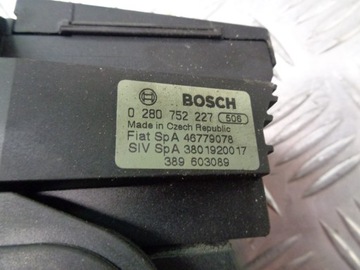 BOSCH
0 280 752 227 506
Made in Czech Republic
Fiat SpA 46779078
SIV SpA 3801920017
389 603089